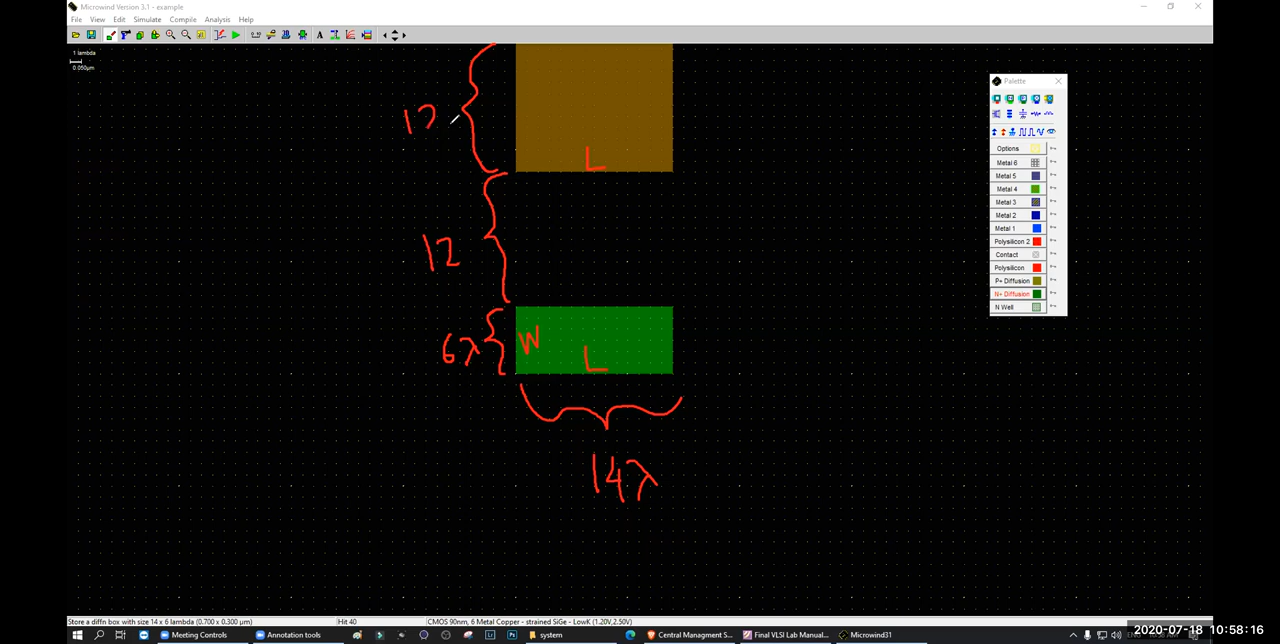 Microwind Version 3.1 - example
File View Edit Simulate Compile Analysis Help
A
1 lambda
0.050µm
Palette
Options
Metal 6
Metal 5
Metal 4
Metal 3
Metal 2
Metal 1
Polysilicon 2
Contact
Polysilicon
P+ Diffusion
N+ Diffusion
N Well
L
12
W
6λ
L
14λ
Store a diffn box with size 14 x 6 lambda (0.700 x 0.300 µm)
Hit 40
CMOS 90nm, 6 Metal Copper - strained SiGe - LowK (1.20V,2.50V)
Meeting Controls
Annotation tools
system
Central Managment S...
Final VLSI Lab Manual...
Microwind31
2020-07-18 10:58:16